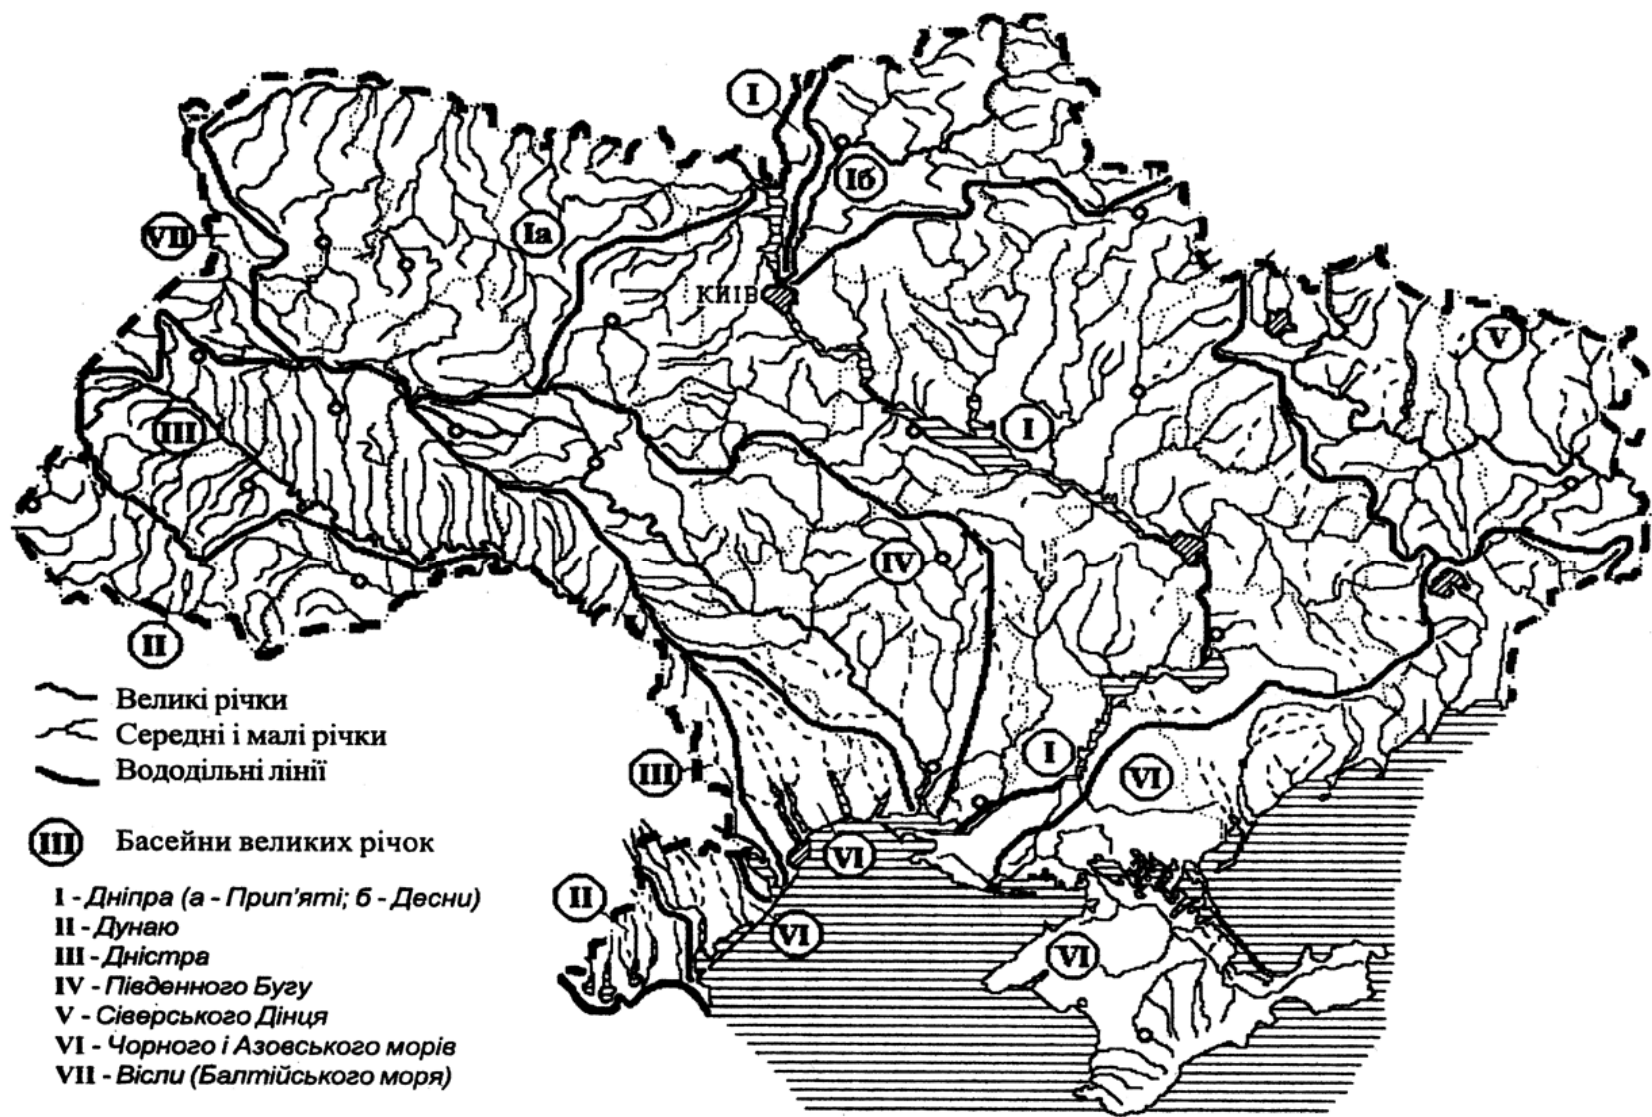 I
Iб
VII
Iа
КИЇВ
V
III
I
IV
II
Великі річки
Середні і малі річки
Вододільні лінії
III
I
VI
VI
III Басейни великих річок
II
VI
VI
I - Дніпра (а - Прип'яті; б - Десни)
II - Дунаю
III - Дністра
IV - Південного Бугу
V - Сіверського Дінця
VI - Чорного і Азовського морів
VII - Вісли (Балтійського моря)